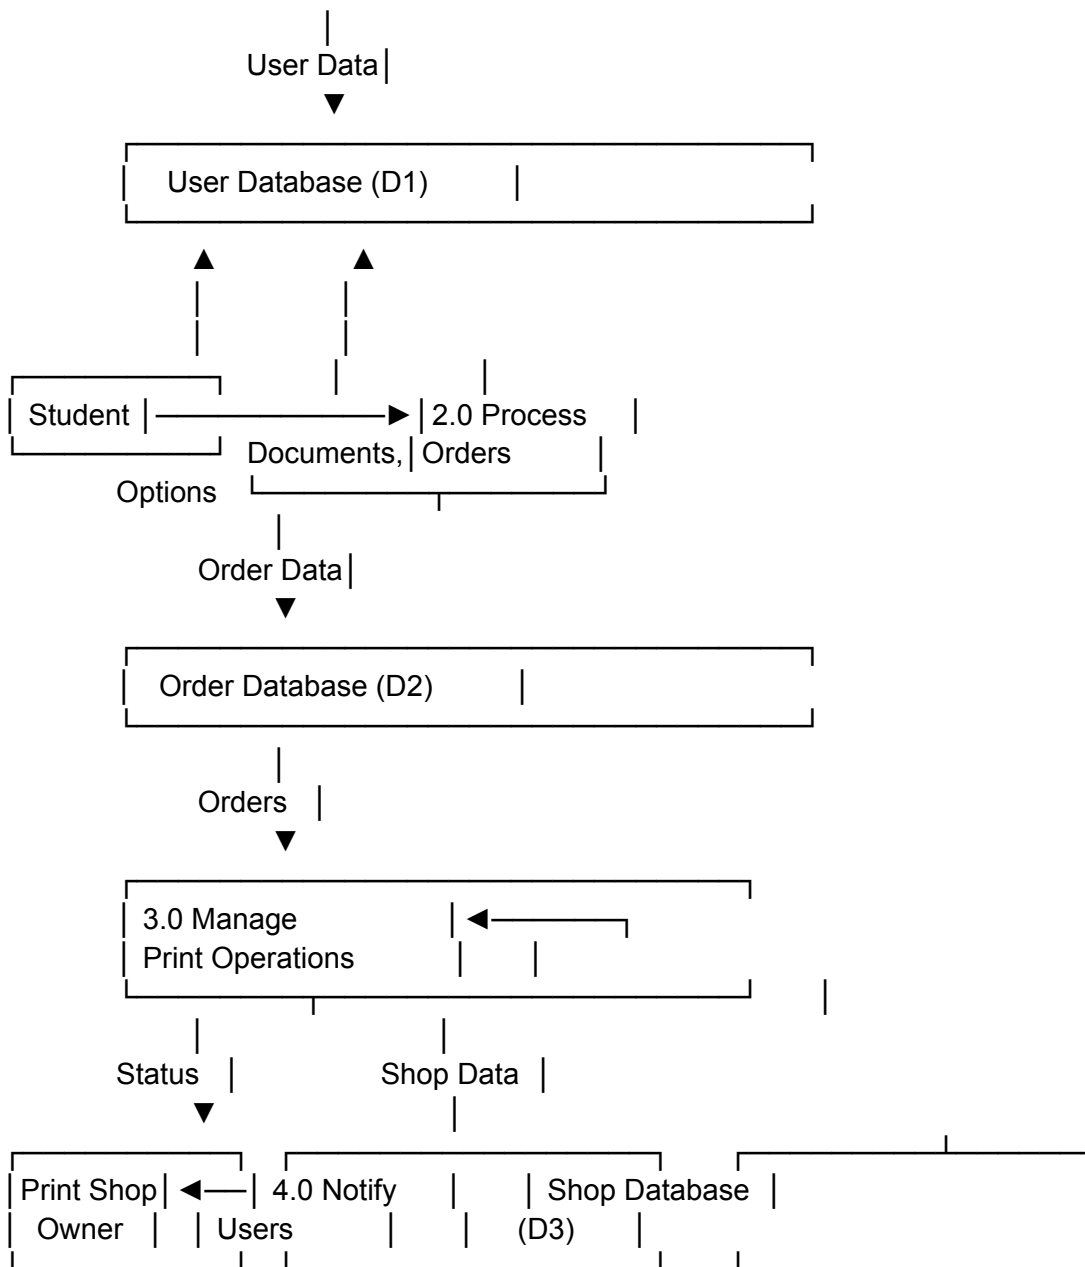 User Data
User Database (D1)
Student 2.0 Process
Documents, Orders
Options
Order Data
Order Database (D2)
Orders
3.0 Manage
Print Operations
Status Shop Data
Print Shop 4.0 Notify Shop Database
Owner Users (D3)